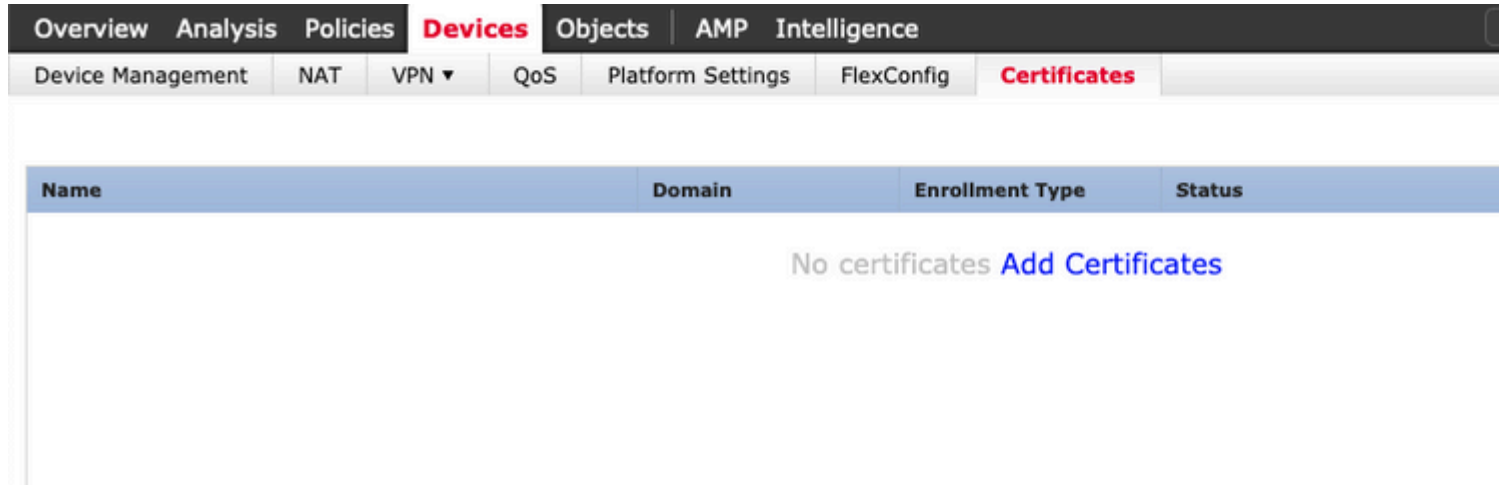 Overview Analysis Policies Devices Objects AMP Intelligence
Device Management NAT VPN ▾ QoS Platform Settings FlexConfig Certificates
Name Domain Enrollment Type Status
No certificates Add Certificates